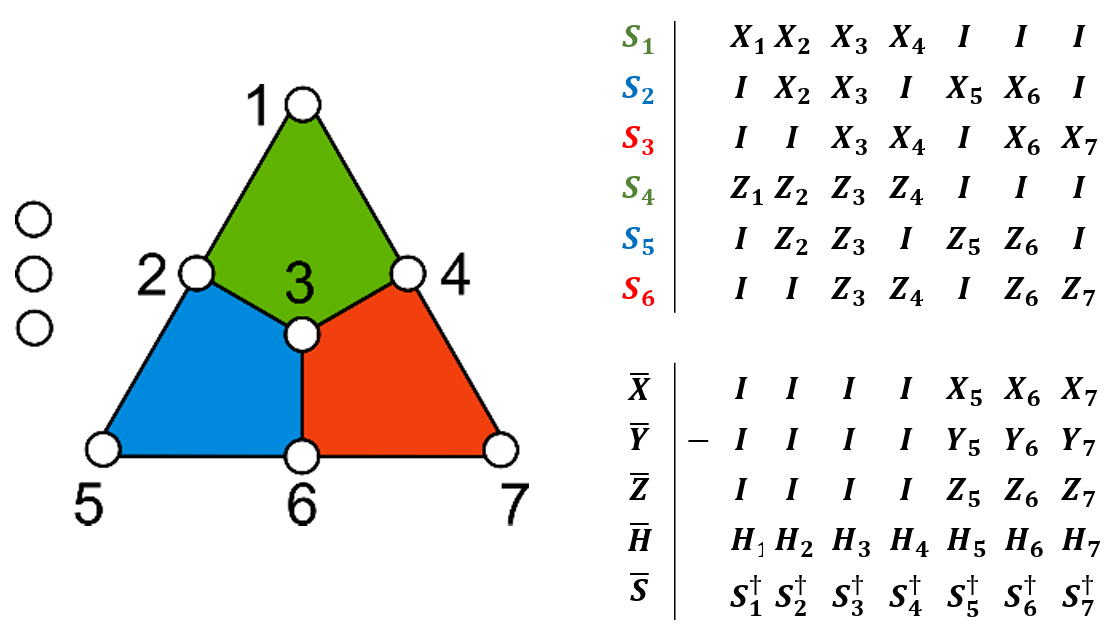 1
2
3
4
5
6
7
S₁ X₁ X₂ X₃ X₄ I I I
S₂ I X₂ X₃ I X₅ X₆ I
S₃ I I X₃ X₄ I X₆ X₇
S₄ Z₁ Z₂ Z₃ Z₄ I I I
S₅ I Z₂ Z₃ I Z₅ Z₆ I
S₆ I I Z₃ Z₄ I Z₆ Z₇
X̅ I I I I X₅ X₆ X₇
Y̅ − I I I I Y₅ Y₆ Y₇
Z̅ I I I I Z₅ Z₆ Z₇
H̅ H₁ H₂ H₃ H₄ H₅ H₆ H₇
S̅ S₁† S₂† S₃† S₄† S₅† S₆† S₇†